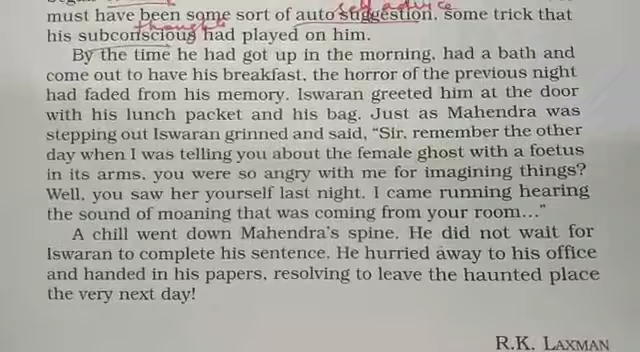 self advice
must have been some sort of auto suggestion, some trick that
thought
his subconscious had played on him.
By the time he had got up in the morning, had a bath and
come out to have his breakfast, the horror of the previous night
had faded from his memory. Iswaran greeted him at the door
with his lunch packet and his bag. Just as Mahendra was
stepping out Iswaran grinned and said, “Sir, remember the other
day when I was telling you about the female ghost with a foetus
in its arms, you were so angry with me for imagining things?
Well, you saw her yourself last night. I came running hearing
the sound of moaning that was coming from your room...”
A chill went down Mahendra's spine. He did not wait for
Iswaran to complete his sentence. He hurried away to his office
and handed in his papers, resolving to leave the haunted place
the very next day!
R.K. LAXMAN